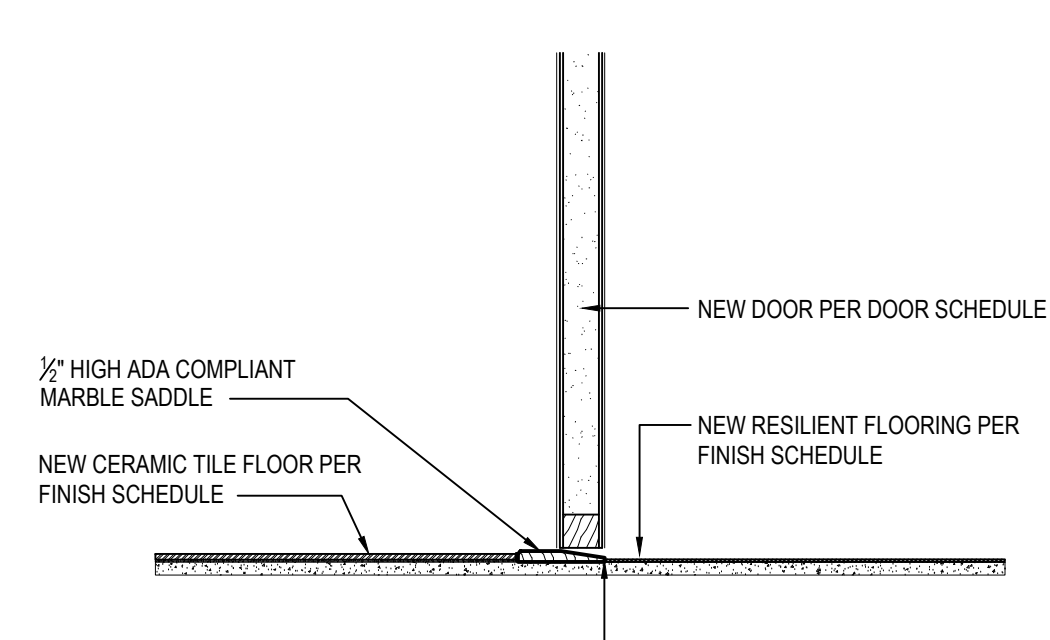 NEW DOOR PER DOOR SCHEDULE
½" HIGH ADA COMPLIANT
MARBLE SADDLE
NEW RESILIENT FLOORING PER
FINISH SCHEDULE
NEW CERAMIC TILE FLOOR PER
FINISH SCHEDULE